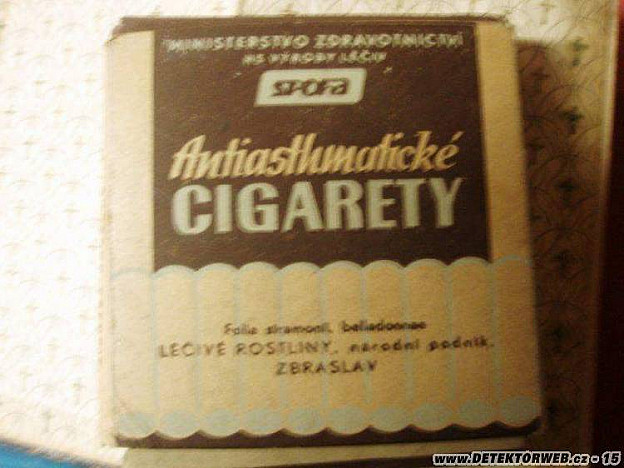 MINISTERSTVO ZDRAVOTNICTVÍ
HS VÝROBY LÉČIV
SPOFA
Antiasthmatické
CIGARETY
Folia stramonii, belladonnae
LÉČIVÉ ROSTLINY, národní podnik,
ZBRASLAV
www.DETEKTORWEB.cz - 15